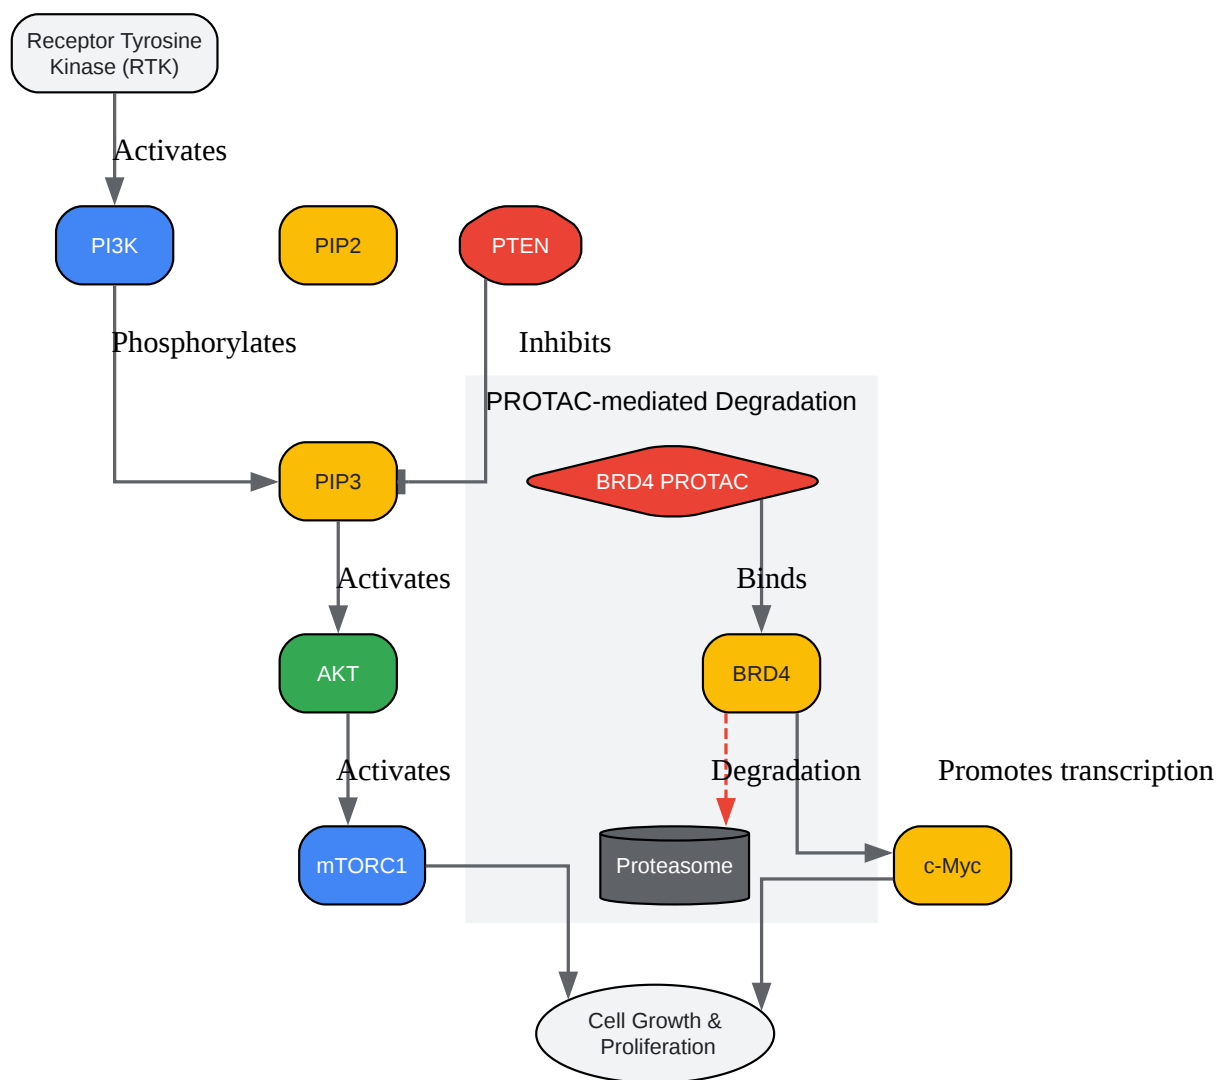 Receptor Tyrosine
Kinase (RTK)
Activates
PI3K
PIP2
PTEN
Phosphorylates
Inhibits
PROTAC-mediated Degradation
PIP3
BRD4 PROTAC
Activates
Binds
AKT
BRD4
Activates
Degradation
Promotes transcription
mTORC1
Proteasome
c-Myc
Cell Growth &
Proliferation